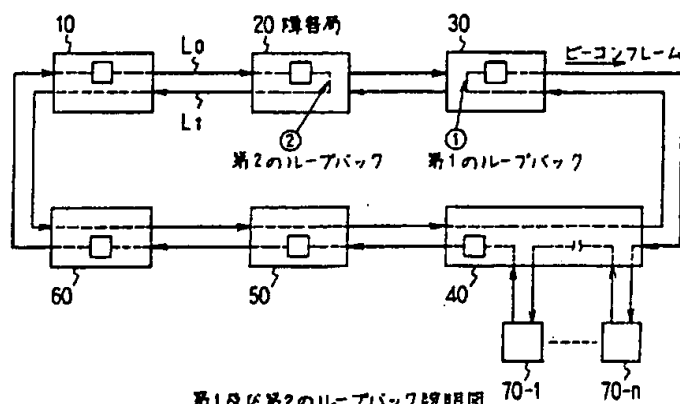 10
L0
20 障害局
30
ビーコンフレーム
L1
②
①
第2のループバック
第1のループバック
60
50
40
70-1
70-n
第1及び第2のループバック説明図